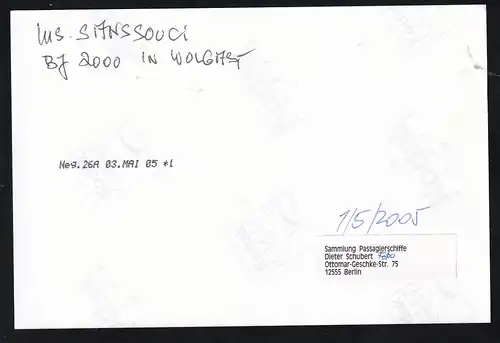 MS. SANSSOUCI
BJ 2000 IN WOLGAST
Neg.26A 03.MAI 05 *1
1/5/2005
Sammlung Passagierschiffe
Dieter Schubert Foto
Ottomar-Geschke-Str. 75
12555 Berlin